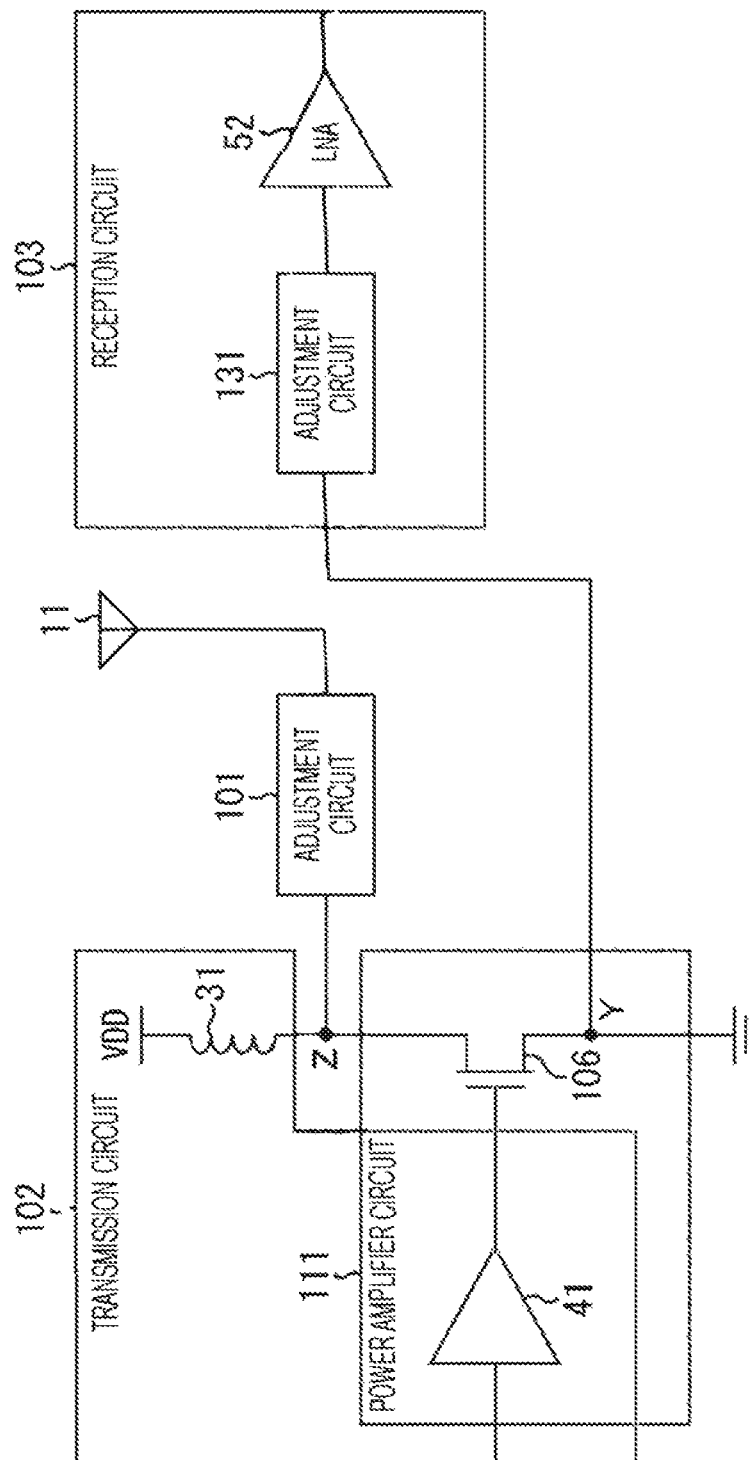 102
TRANSMISSION CIRCUIT
VDD
31
Z
111
POWER AMPLIFIER CIRCUIT
41
106
Y
101
ADJUSTMENT
CIRCUIT
11
103
RECEPTION CIRCUIT
131
ADJUSTMENT
CIRCUIT
52
LNA